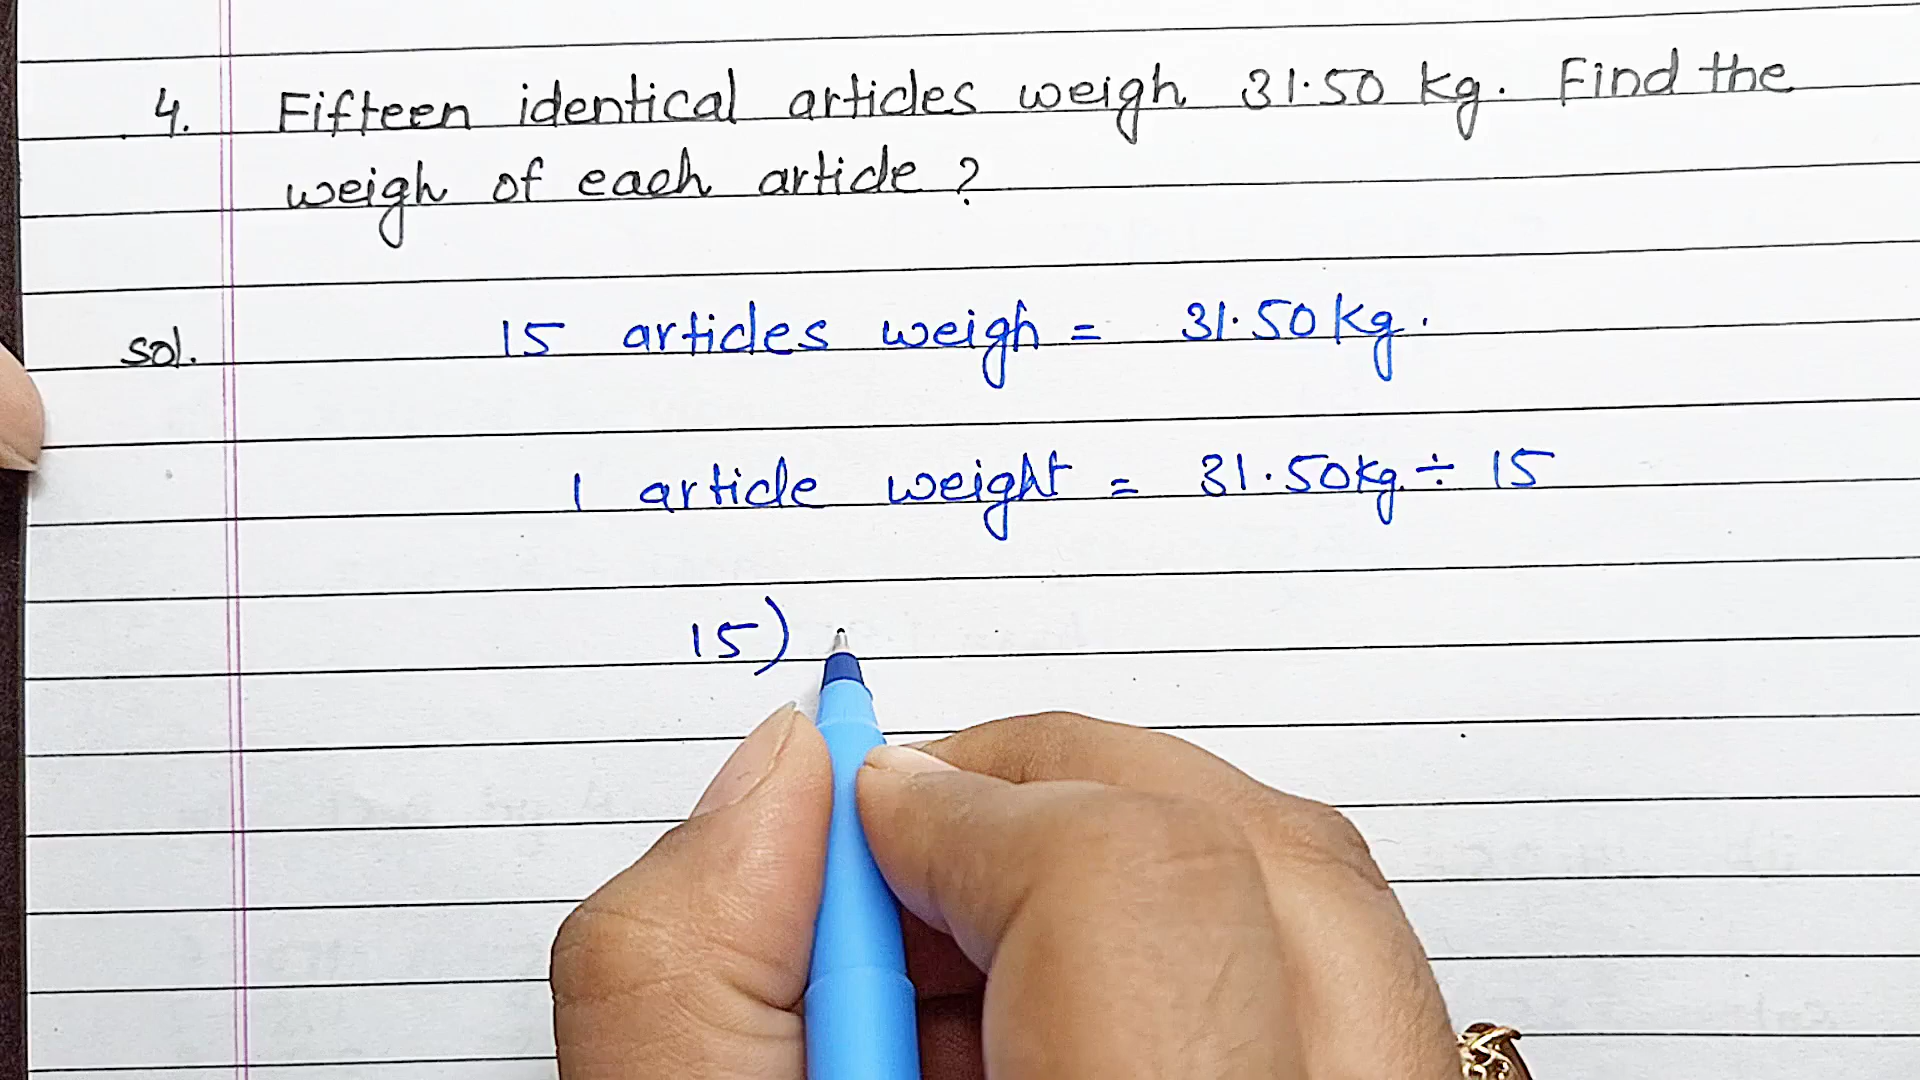 4. Fifteen identical articles weigh 31.50 kg. Find the
weigh of each article ?
sol. 15 articles weigh = 31.50 kg.
1 article weight = 31.50kg ÷ 15
15)